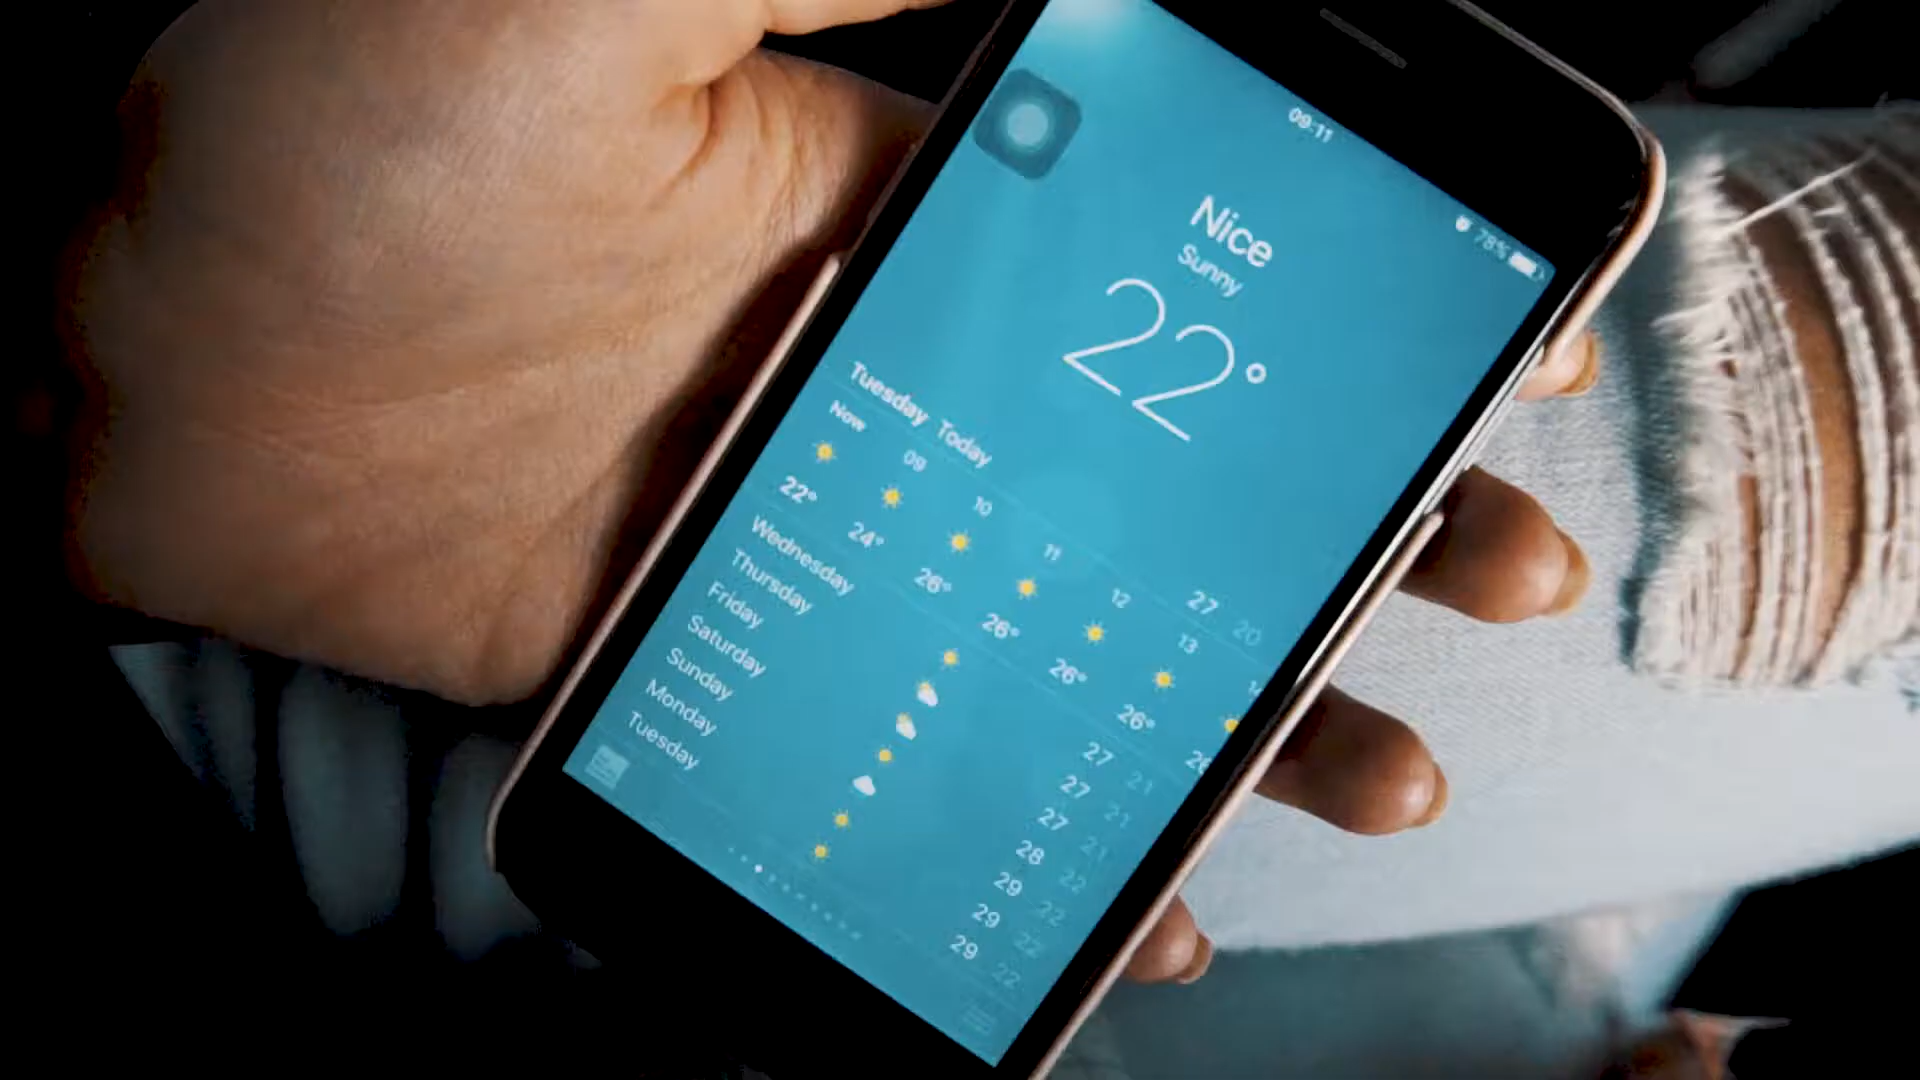 09:11
78%
Nice
Sunny
22°
Tuesday Today 27 20
Now 09 10 11 12 13
22° 24° 26° 26° 26° 26°
Wednesday 27 21
Thursday 27 21
Friday 27 21
Saturday 28 22
Sunday 29 22
Monday 29 22
Tuesday 29 22